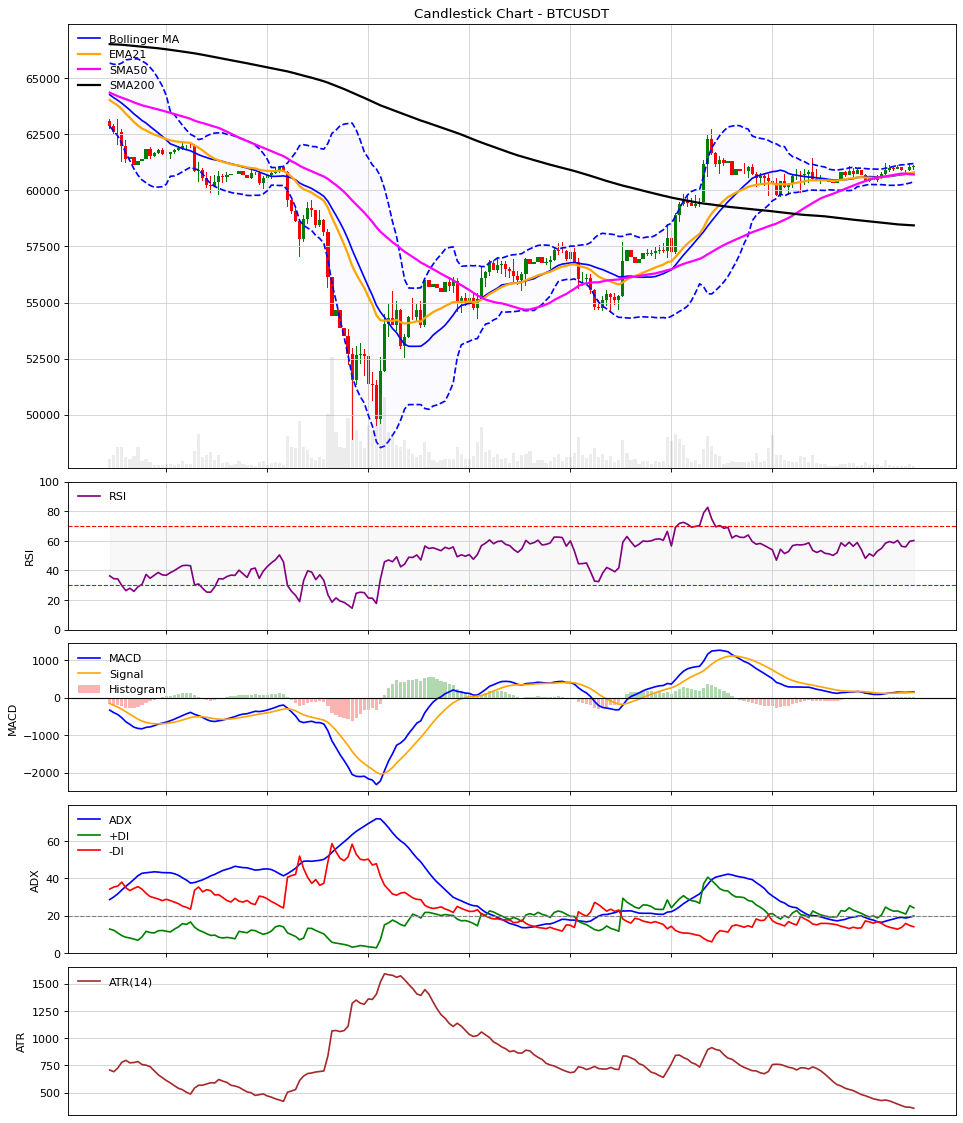 Candlestick Chart - BTCUSDT
Bollinger MA
EMA21
SMA50
SMA200
65000
62500
60000
57500
55000
52500
50000
RSI
RSI
100
80
60
40
20
0
MACD
Signal
Histogram
MACD
1000
0
−1000
−2000
ADX
+DI
-DI
ADX
60
40
20
0
ATR(14)
ATR
1500
1250
1000
750
500